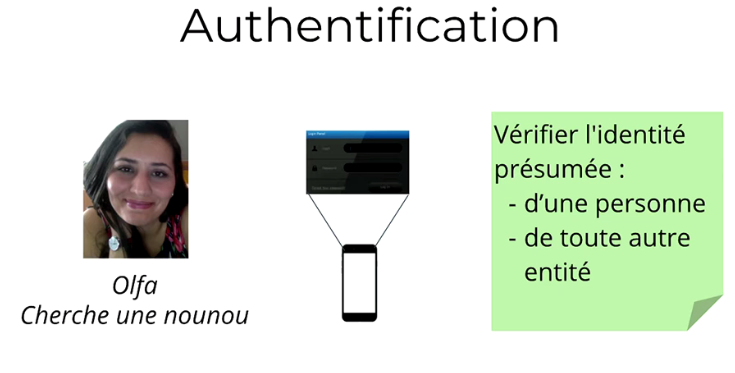 Authentification
Olfa
Cherche une nounou
Vérifier l'identité
présumée :
- d’une personne
- de toute autre
entité